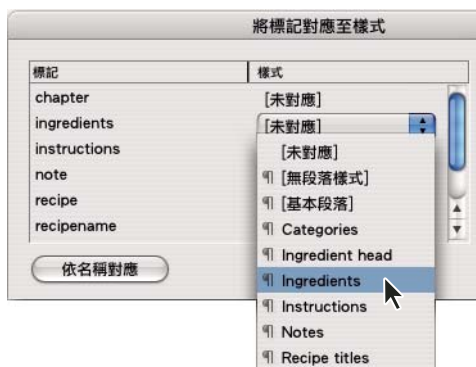 將標記對應至樣式
標記 樣式
chapter [未對應]
ingredients [未對應]
instructions [未對應]
note ¶ [無段落樣式]
recipe ¶ [基本段落]
recipename ¶ Categories
¶ Ingredient head
依名稱對應 ¶ Ingredients
¶ Instructions
¶ Notes
¶ Recipe titles